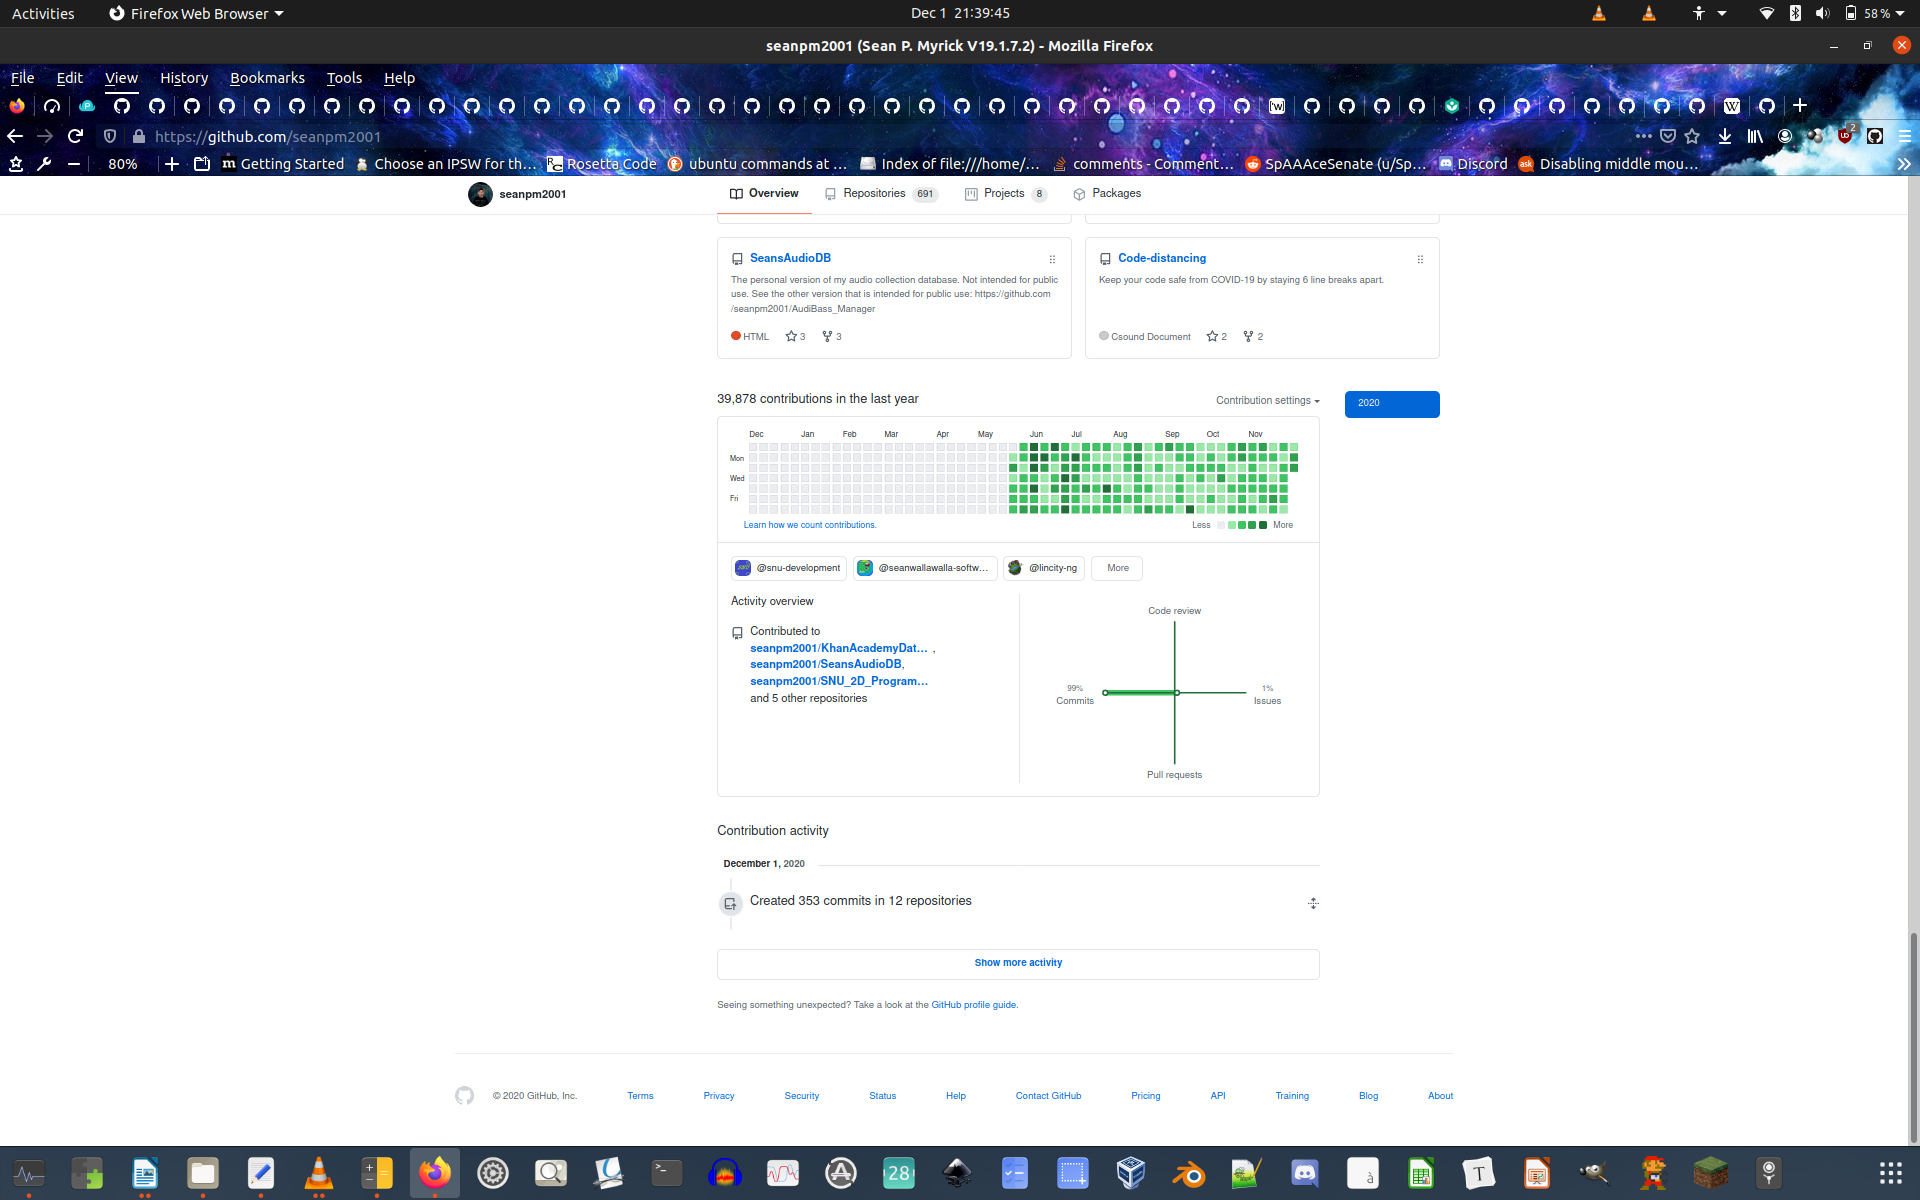 Activities Firefox Web Browser Dec 1 21:39:45 58 %
seanpm2001 (Sean P. Myrick V19.1.7.2) - Mozilla Firefox
File Edit View History Bookmarks Tools Help
https://github.com/seanpm2001
80% Getting Started Choose an IPSW for th… Rosetta Code ubuntu commands at … Index of file:///home/… comments - Comment… SpAAAceSenate (u/Sp… Discord Disabling middle mou…
seanpm2001 Overview Repositories 691 Projects 8 Packages
SeansAudioDB
The personal version of my audio collection database. Not intended for public
use. See the other version that is intended for public use: https://github.com
/seanpm2001/AudiBass_Manager
HTML 3 3
Code-distancing
Keep your code safe from COVID-19 by staying 6 line breaks apart.
Csound Document 2 2
39,878 contributions in the last year
Contribution settings
2020
Dec Jan Feb Mar Apr May Jun Jul Aug Sep Oct Nov
Mon
Wed
Fri
Learn how we count contributions.
Less More
@snu-development @seanwallawalla-softw… @lincity-ng More
Activity overview
Contributed to
seanpm2001/KhanAcademyDat… ,
seanpm2001/SeansAudioDB,
seanpm2001/SNU_2D_Program…
and 5 other repositories
Code review
99%
Commits
1%
Issues
Pull requests
Contribution activity
December 1, 2020
Created 353 commits in 12 repositories
Show more activity
Seeing something unexpected? Take a look at the GitHub profile guide.
© 2020 GitHub, Inc. Terms Privacy Security Status Help Contact GitHub Pricing API Training Blog About
28